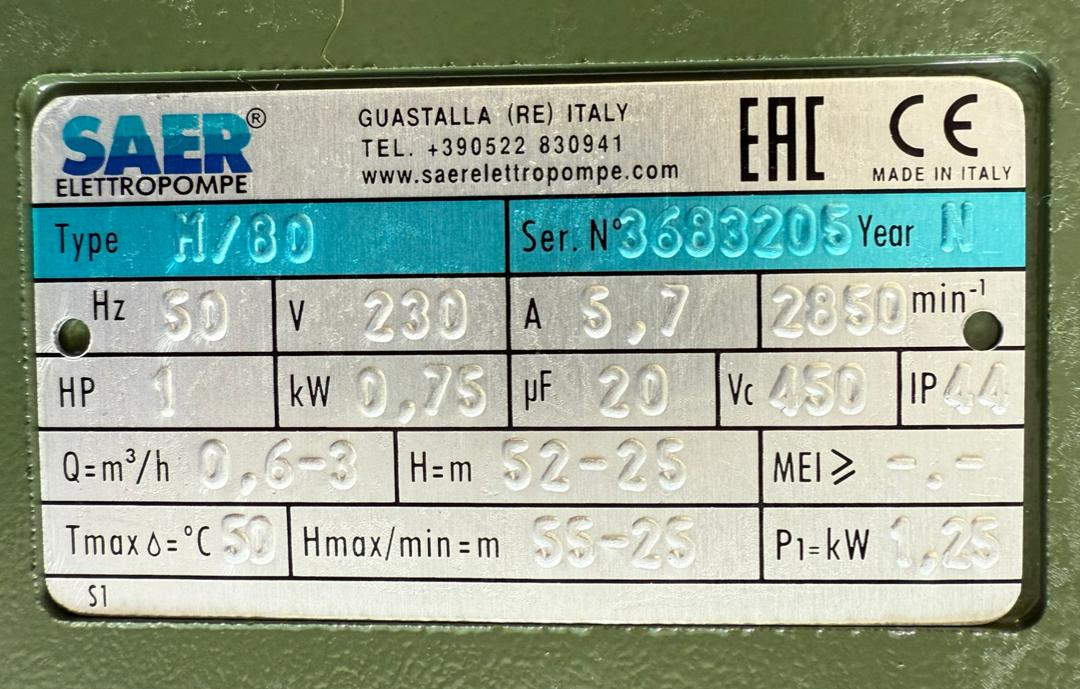 SAER®
ELETTROPOMPE
GUASTALLA (RE) ITALY
TEL. +390522 830941
www.saerelettropompe.com
EAC CE
MADE IN ITALY
Type M/80 Ser. N° 3683205 Year N
Hz 50 V 230 A 5,7 2850 min⁻¹
HP 1 kW 0,75 µF 20 Vc 450 IP 44
Q=m³/h 0,6-3 H=m 52-25 MEI ≥ -.-
Tmax💧=°C 50 Hmax/min=m 55-25 P1=kW 1,25
S1